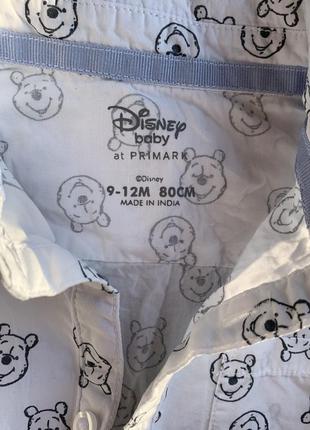 Disney
baby
at PRIMARK
©Disney
9-12M 80CM
MADE IN INDIA